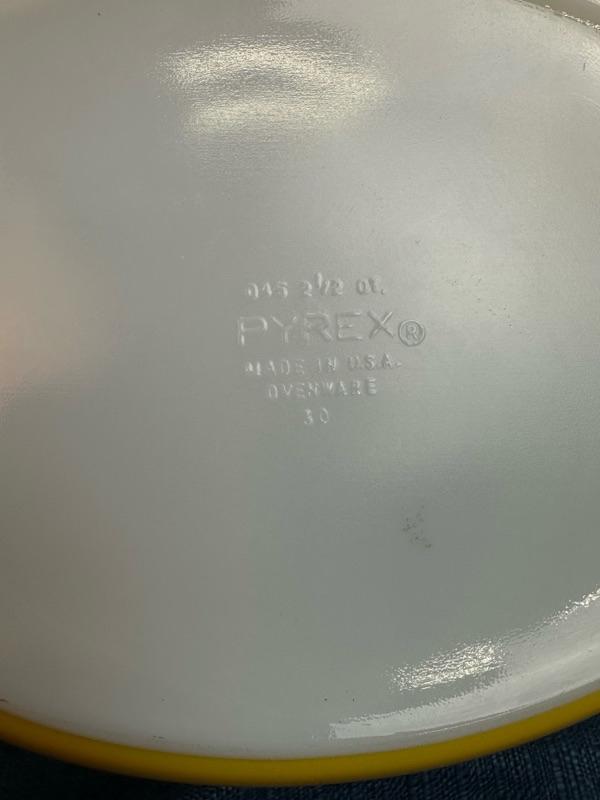 045 2 1/2 QT.
PYREX®
MADE IN U.S.A.
OVENWARE
30